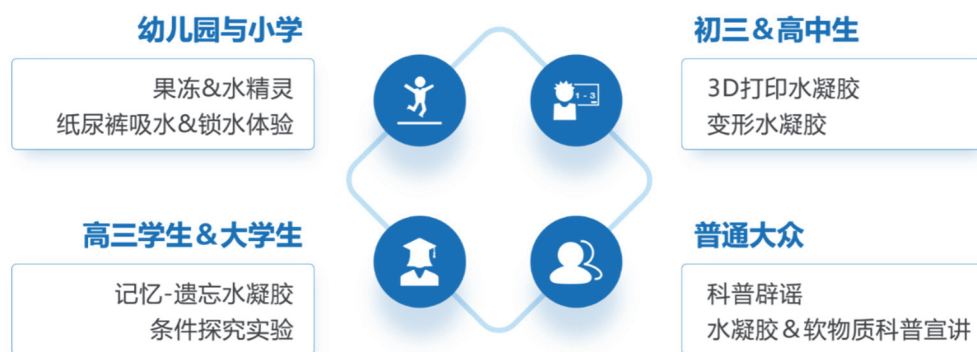 幼儿园与小学
果冻&水精灵
纸尿裤吸水&锁水体验
初三&高中生
3D打印水凝胶
变形水凝胶
1-3
高三学生&大学生
记忆-遗忘水凝胶
条件探究实验
普通大众
科普辟谣
水凝胶&软物质科普宣讲